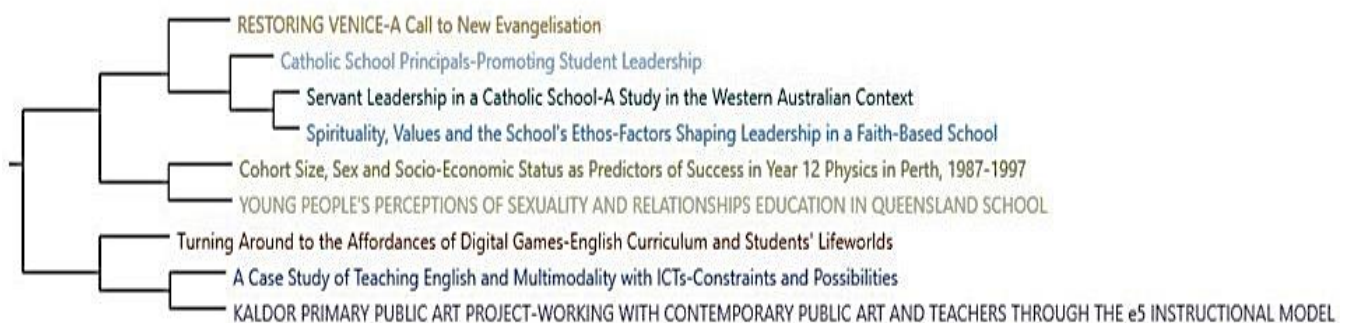 RESTORING VENICE-A Call to New Evangelisation
Catholic School Principals-Promoting Student Leadership
Servant Leadership in a Catholic School-A Study in the Western Australian Context
Spirituality, Values and the School's Ethos-Factors Shaping Leadership in a Faith-Based School
Cohort Size, Sex and Socio-Economic Status as Predictors of Success in Year 12 Physics in Perth, 1987-1997
YOUNG PEOPLE'S PERCEPTIONS OF SEXUALITY AND RELATIONSHIPS EDUCATION IN QUEENSLAND SCHOOL
Turning Around to the Affordances of Digital Games-English Curriculum and Students' Lifeworlds
A Case Study of Teaching English and Multimodality with ICTs-Constraints and Possibilities
KALDOR PRIMARY PUBLIC ART PROJECT-WORKING WITH CONTEMPORARY PUBLIC ART AND TEACHERS THROUGH THE e5 INSTRUCTIONAL MODEL